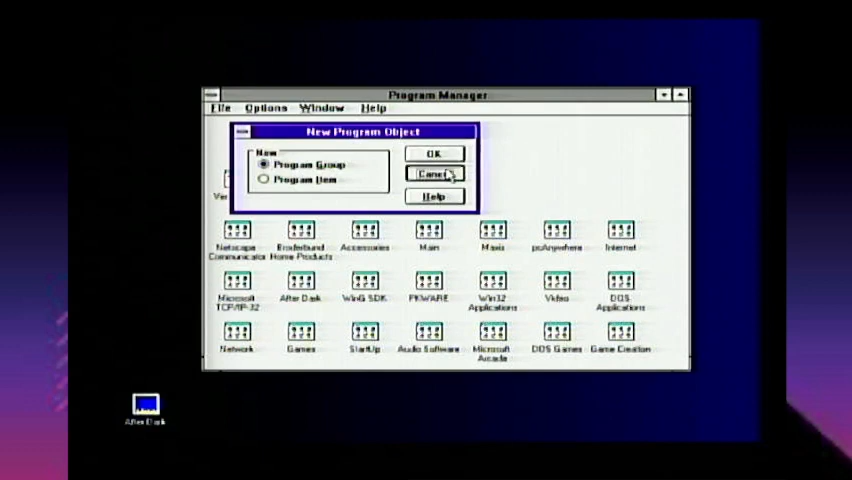 Program Manager
File Options Window Help
New Program Object
New
Program Group
Program Item
OK
Cancel
Help
Netscape Communicator
Broderbund Home Products
Accessories
Main
Maxis
pcAnywhere
Internet
Microsoft TCP/IP-32
After Dark
WinG SDK
PKWARE
Win32 Applications
Video
DOS Applications
Network
Games
StartUp
Audio Software
Microsoft Arcade
DOS Games
Game Creation
After Dark